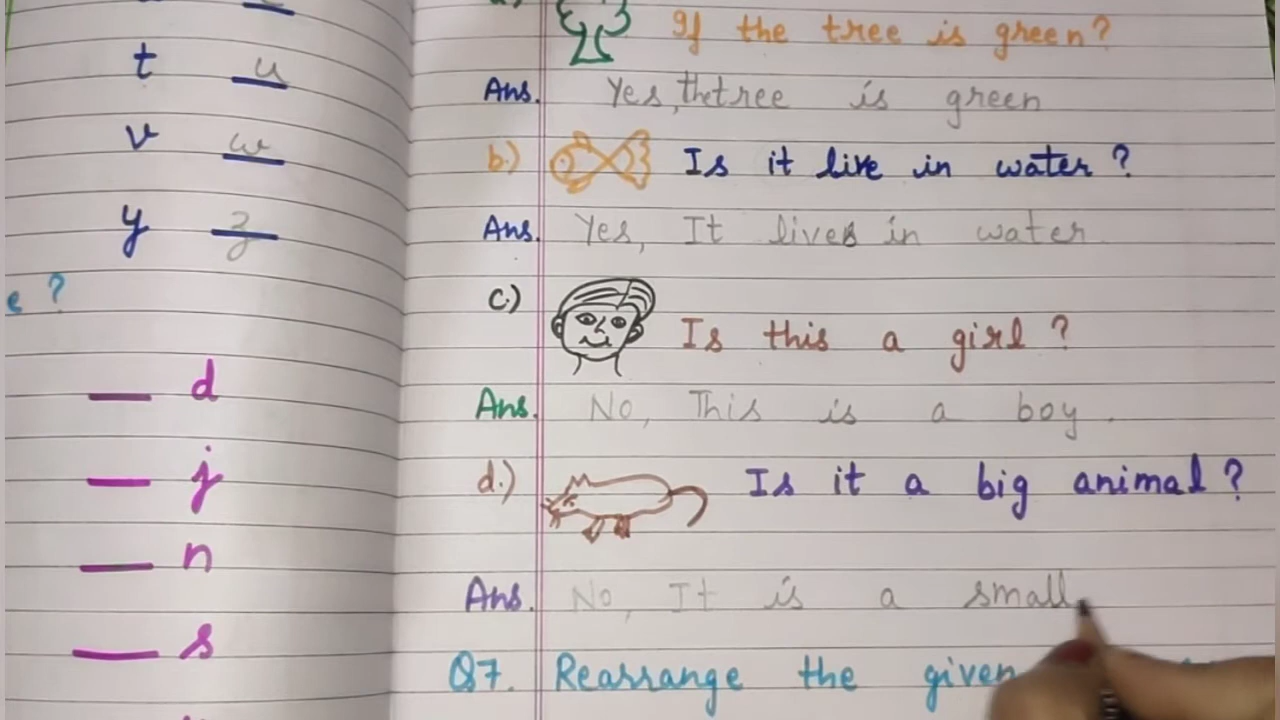 t u
v w
y z
e ?
d
j
n
s
If the tree is green?
Ans. Yes, the tree is green
b.) Is it live in water?
Ans. Yes, It lives in water
c.) Is this a girl?
Ans. No, This is a boy.
d.) Is it a big animal?
Ans. No, It is a small
Q7. Rearrange the given